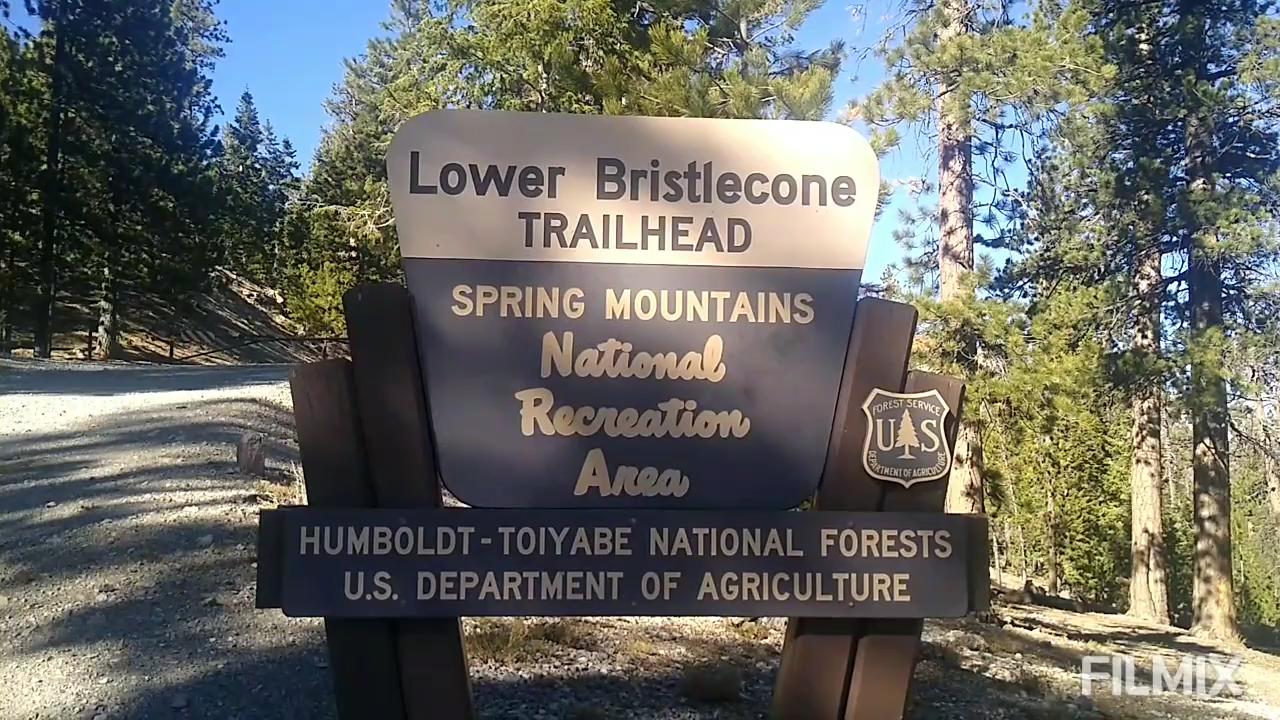 Lower Bristlecone
TRAILHEAD
SPRING MOUNTAINS
National
Recreation
Area
FOREST SERVICE
U S
DEPARTMENT OF AGRICULTURE
HUMBOLDT-TOIYABE NATIONAL FORESTS
U.S. DEPARTMENT OF AGRICULTURE
FILMIX